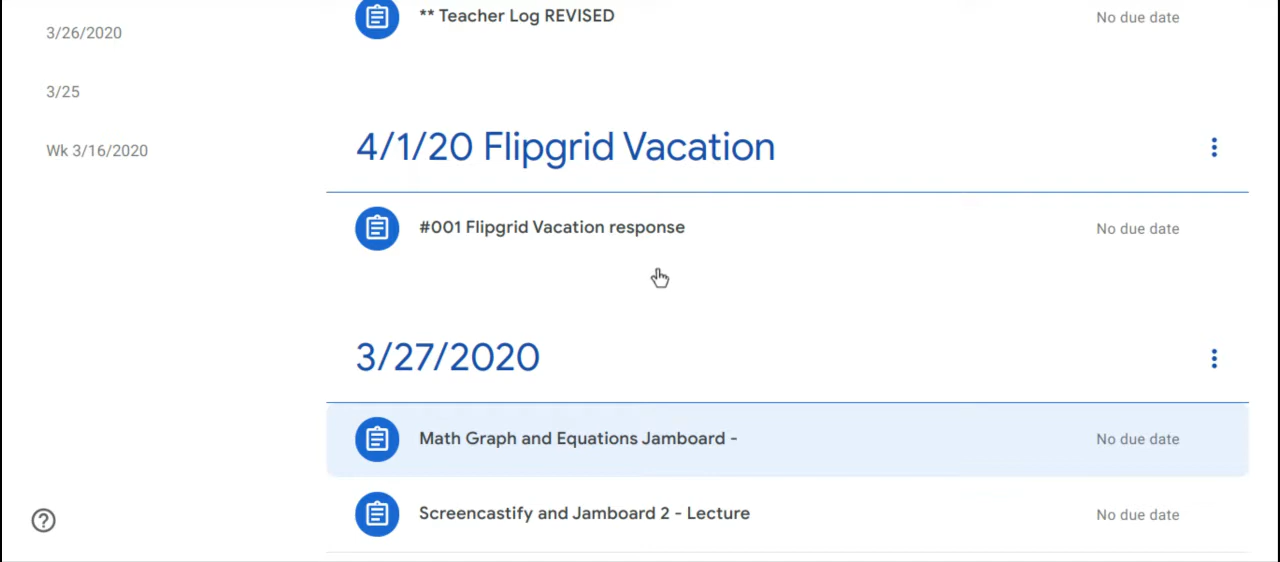 3/26/2020
3/25
Wk 3/16/2020
** Teacher Log REVISED
No due date
4/1/20 Flipgrid Vacation
#001 Flipgrid Vacation response
No due date
3/27/2020
Math Graph and Equations Jamboard -
No due date
Screencastify and Jamboard 2 - Lecture
No due date